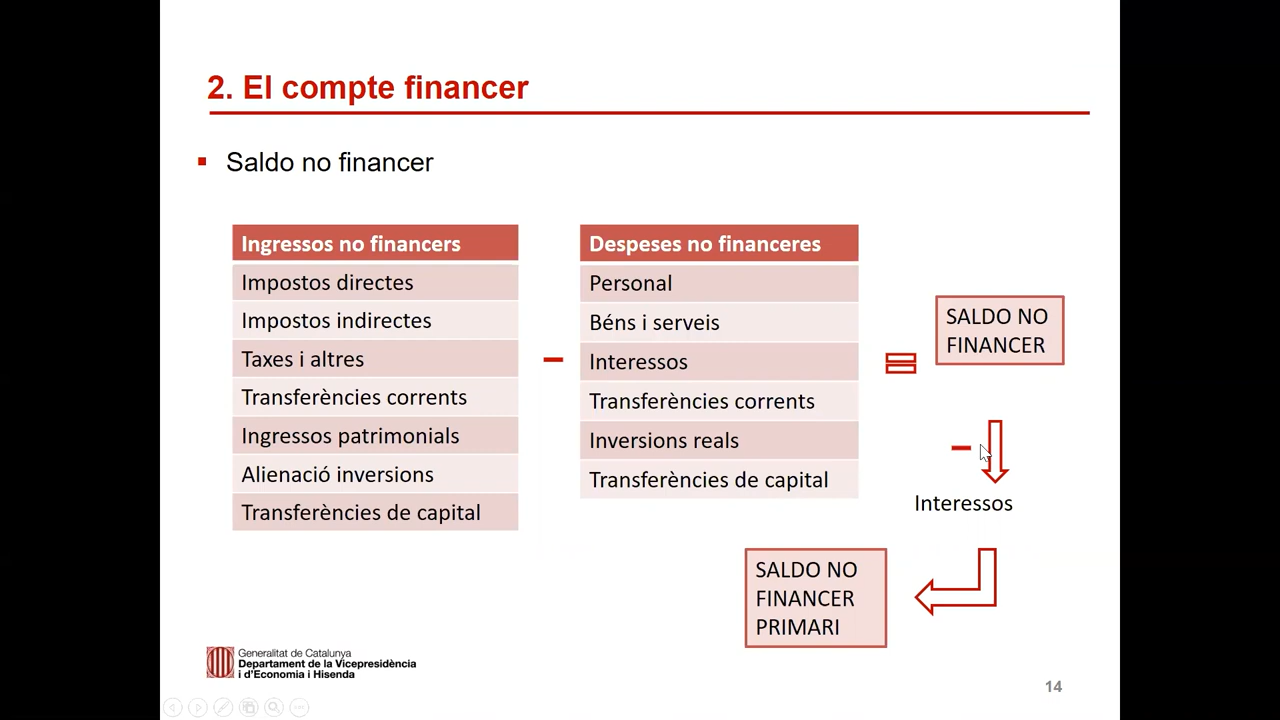 2. El compte financer
Saldo no financer
Ingressos no financers
Impostos directes
Impostos indirectes
Taxes i altres
Transferències corrents
Ingressos patrimonials
Alienació inversions
Transferències de capital
Despeses no financeres
Personal
Béns i serveis
Interessos
Transferències corrents
Inversions reals
Transferències de capital
SALDO NO
FINANCER
Interessos
SALDO NO
FINANCER
PRIMARI
Generalitat de Catalunya
Departament de la Vicepresidència
i d'Economia i Hisenda
14